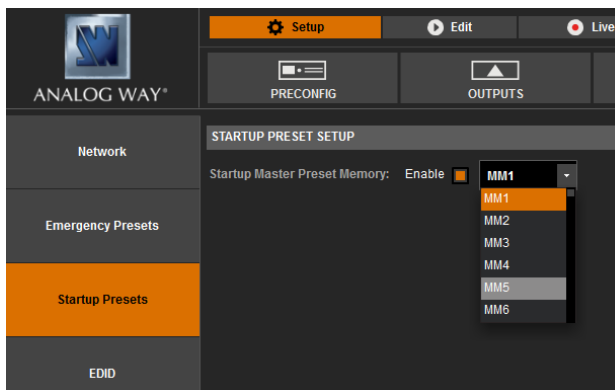 Setup
Edit
Live
ANALOG WAY®
PRECONFIG
OUTPUTS
STARTUP PRESET SETUP
Network
Startup Master Preset Memory: Enable MM1
MM1
MM2
Emergency Presets
MM3
MM4
Startup Presets
MM5
MM6
EDID